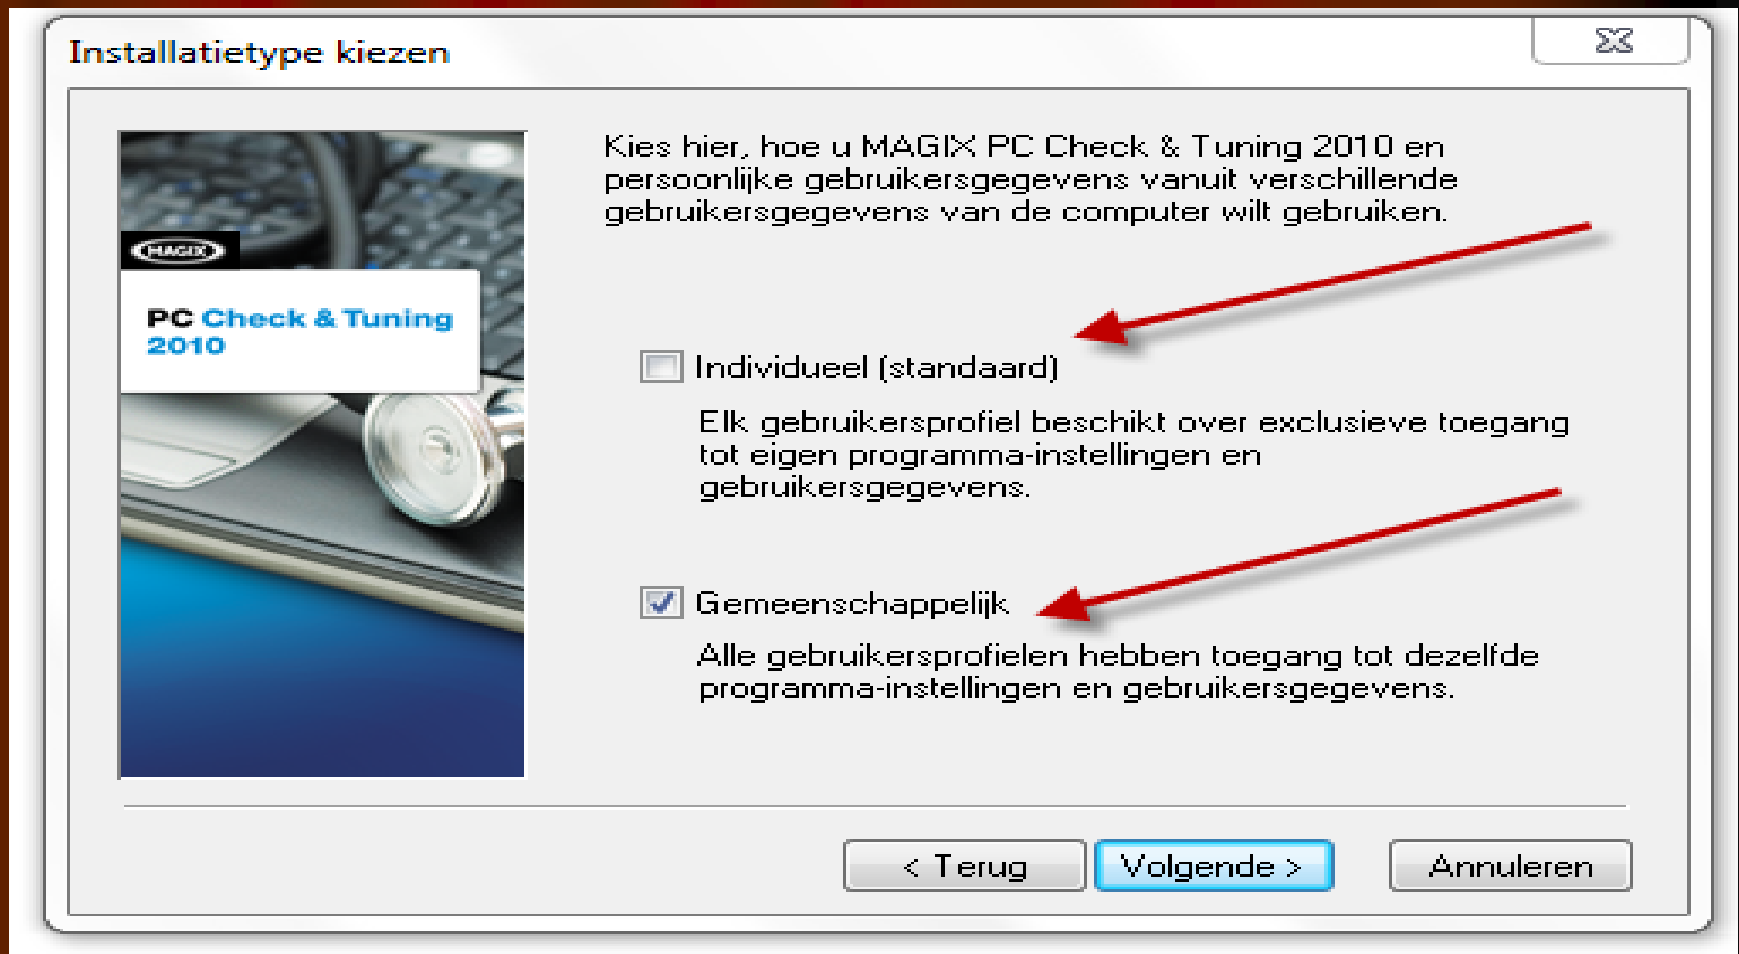 Installatietype kiezen
Kies hier, hoe u MAGIX PC Check & Tuning 2010 en
persoonlijke gebruikersgegevens vanuit verschillende
gebruikersgegevens van de computer wilt gebruiken.
MAGIX
PC Check & Tuning
2010
Individueel (standaard)
Elk gebruikersprofiel beschikt over exclusieve toegang
tot eigen programma-instellingen en
gebruikersgegevens.
Gemeenschappelijk
Alle gebruikersprofielen hebben toegang tot dezelfde
programma-instellingen en gebruikersgegevens.
< Terug
Volgende >
Annuleren